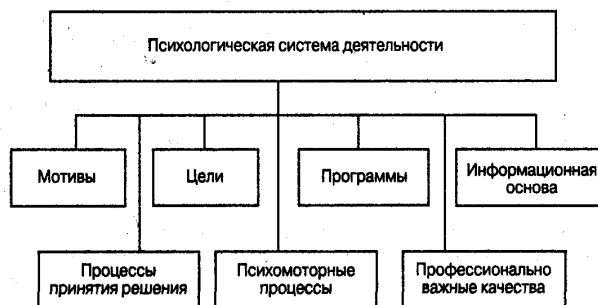 Психологическая система деятельности
Мотивы
Цели
Программы
Информационная
основа
Процессы
принятия решения
Психомоторные
процессы
Профессионально
важные качества